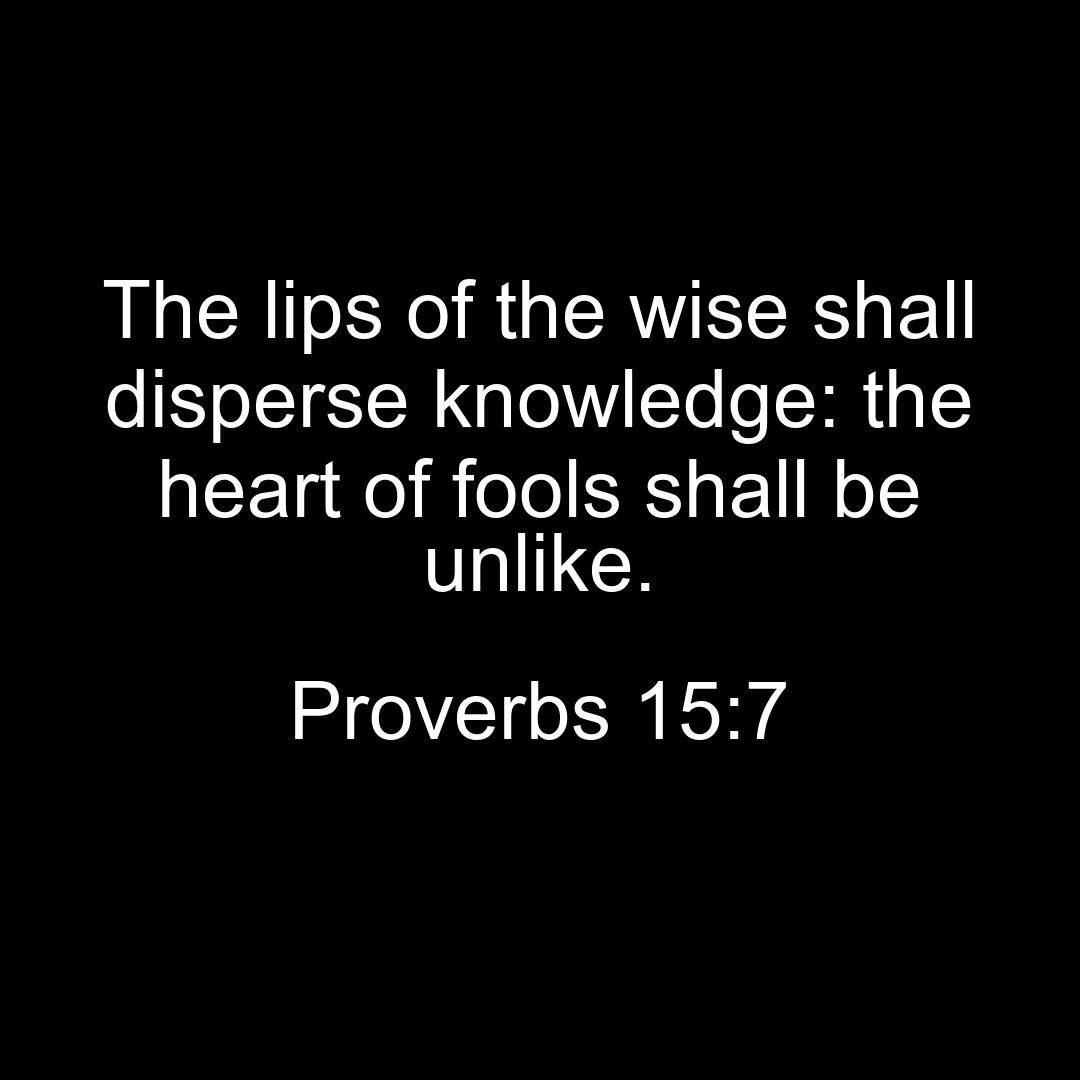 The lips of the wise shall
disperse knowledge: the
heart of fools shall be
unlike.
Proverbs 15:7